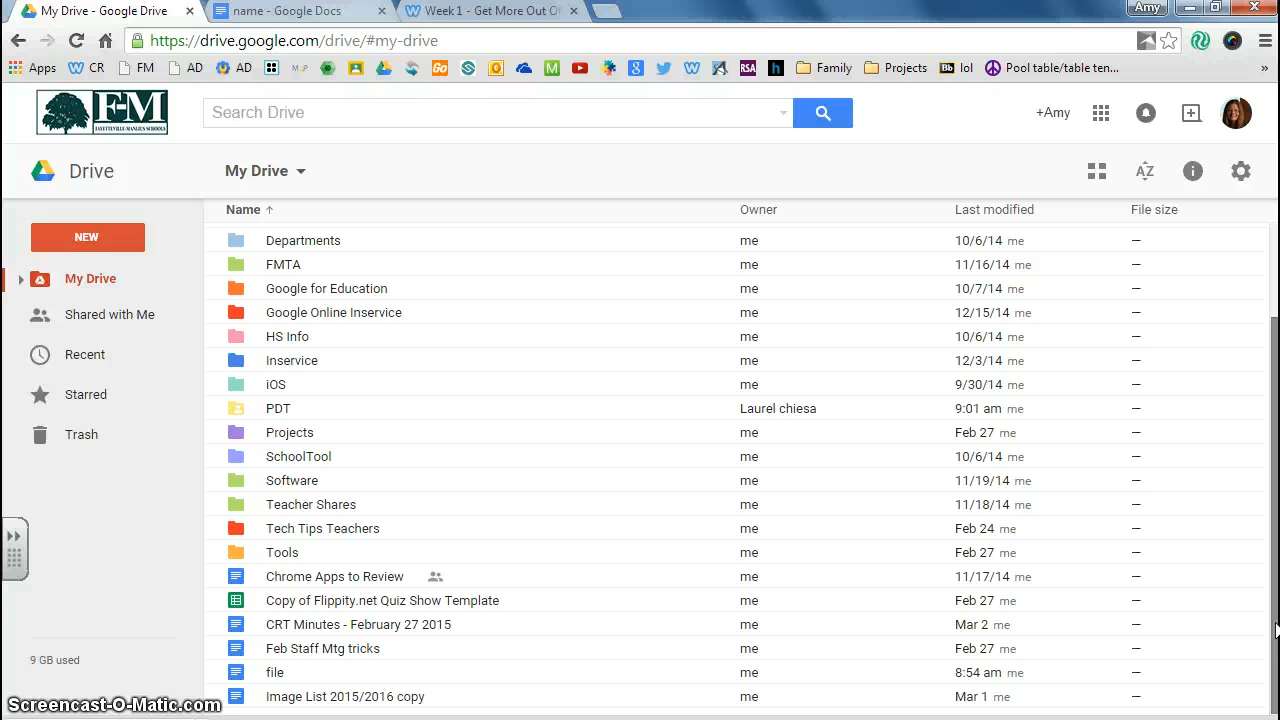 My Drive - Google Drive × name - Google Docs × Week 1 - Get More Out Of × Amy
https://drive.google.com/drive/#my-drive
Apps CR FM AD AD Go M RSA h Family Projects Bb lol Pool table/table ten... »
F-M
FAYETTEVILLE-MANLIUS SCHOOLS
Search Drive
+Amy
Drive My Drive AZ
Name ↑ Owner Last modified File size
NEW
My Drive
Shared with Me
Recent
Starred
Trash
9 GB used
Departments me 10/6/14 me —
FMTA me 11/16/14 me —
Google for Education me 10/7/14 me —
Google Online Inservice me 12/15/14 me —
HS Info me 10/6/14 me —
Inservice me 12/3/14 me —
iOS me 9/30/14 me —
PDT Laurel chiesa 9:01 am me —
Projects me Feb 27 me —
SchoolTool me 10/6/14 me —
Software me 11/19/14 me —
Teacher Shares me 11/18/14 me —
Tech Tips Teachers me Feb 24 me —
Tools me Feb 27 me —
Chrome Apps to Review me 11/17/14 me —
Copy of Flippity.net Quiz Show Template me Feb 27 me —
CRT Minutes - February 27 2015 me Mar 2 me —
Feb Staff Mtg tricks me Feb 27 me —
file me 8:54 am me —
Image List 2015/2016 copy me Mar 1 me —
Screencast-O-Matic.com